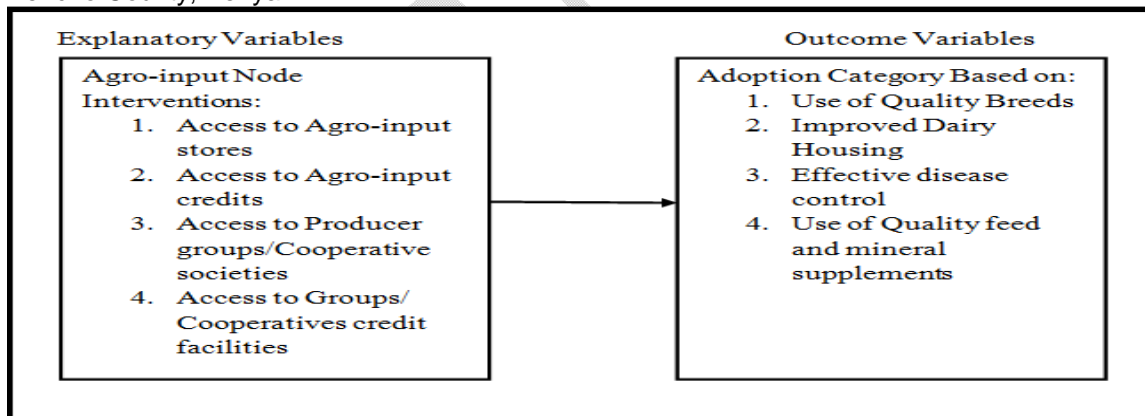 Explanatory Variables
Agro-input Node
Interventions:
1. Access to Agro-input
stores
2. Access to Agro-input
credits
3. Access to Producer
groups/Cooperative
societies
4. Access to Groups/
Cooperatives credit
facilities
Outcome Variables
Adoption Category Based on:
1. Use of Quality Breeds
2. Improved Dairy
Housing
3. Effective disease
control
4. Use of Quality feed
and mineral
supplements